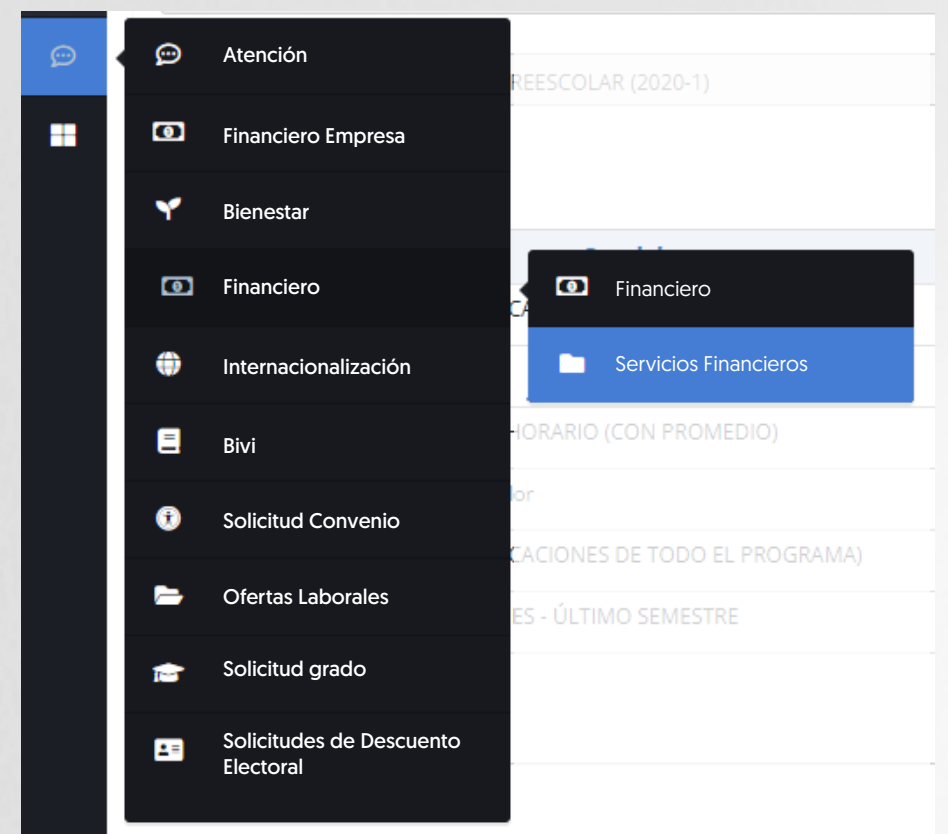 Atención
REESCOLAR (2020-1)
Financiero Empresa
Bienestar
Financiero
Financiero
Internacionalización
Servicios Financieros
Bivi
HORARIO (CON PROMEDIO)
Solicitud Convenio
CACIONES DE TODO EL PROGRAMA)
Ofertas Laborales
ES - ÚLTIMO SEMESTRE
Solicitud grado
Solicitudes de Descuento
Electoral